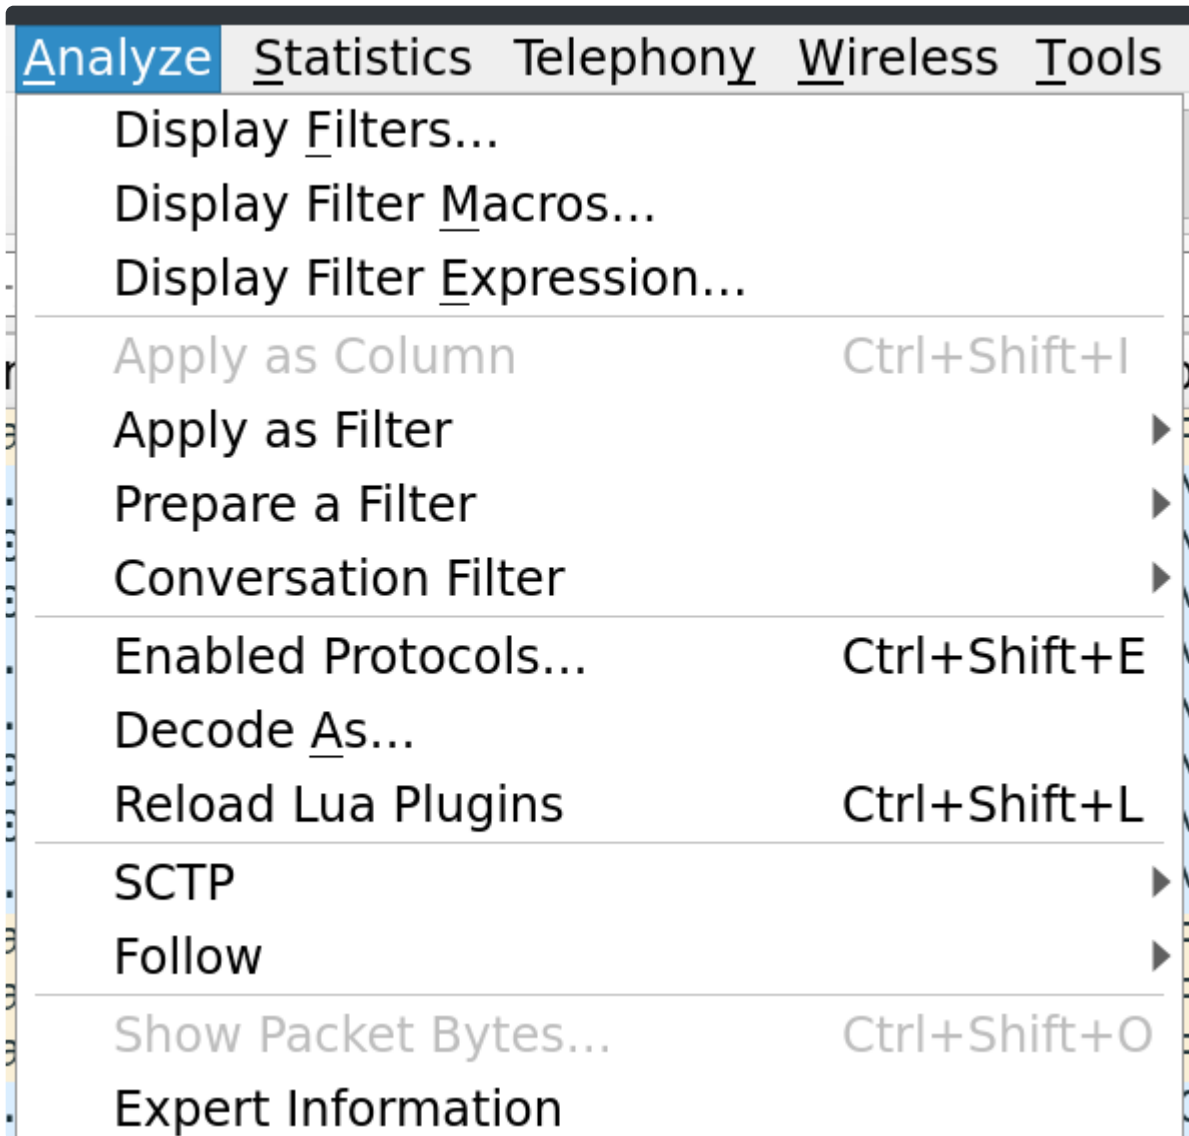 Analyze Statistics Telephony Wireless Tools
Display Filters...
Display Filter Macros...
Display Filter Expression...
Apply as Column Ctrl+Shift+I
Apply as Filter
Prepare a Filter
Conversation Filter
Enabled Protocols... Ctrl+Shift+E
Decode As...
Reload Lua Plugins Ctrl+Shift+L
SCTP
Follow
Show Packet Bytes... Ctrl+Shift+O
Expert Information